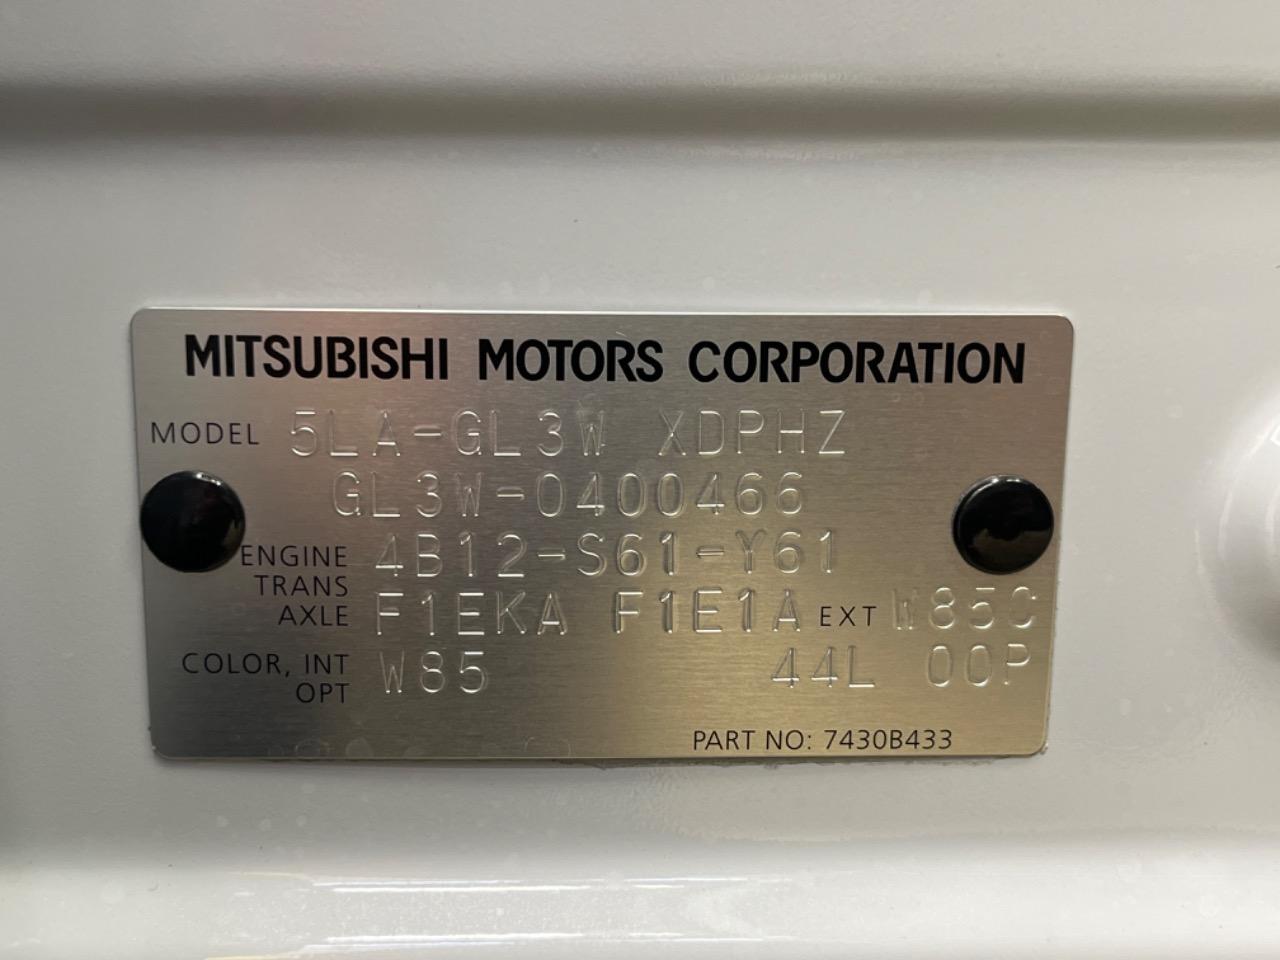 MITSUBISHI MOTORS CORPORATION
MODEL 5LA-GL3W XDPHZ
GL3W-0400466
ENGINE 4B12-S61-Y61
TRANS
AXLE F1EKA F1E1A EXT W85C
COLOR, INT W85 44L 00P
OPT
PART NO: 7430B433